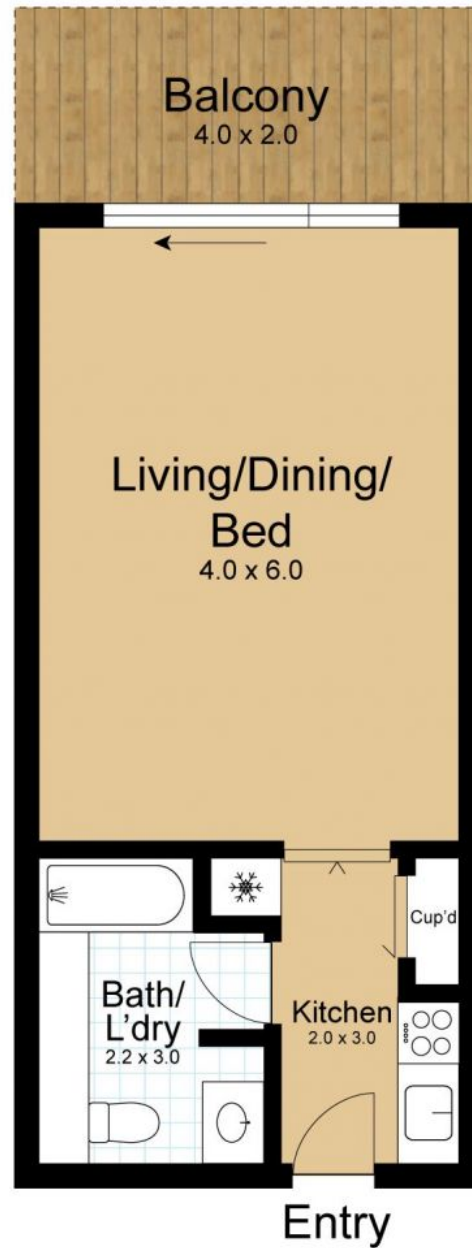 Balcony
4.0 x 2.0
Living/Dining/
Bed
4.0 x 6.0
Cup'd
Bath/
L'dry
2.2 x 3.0
Kitchen
2.0 x 3.0
Entry